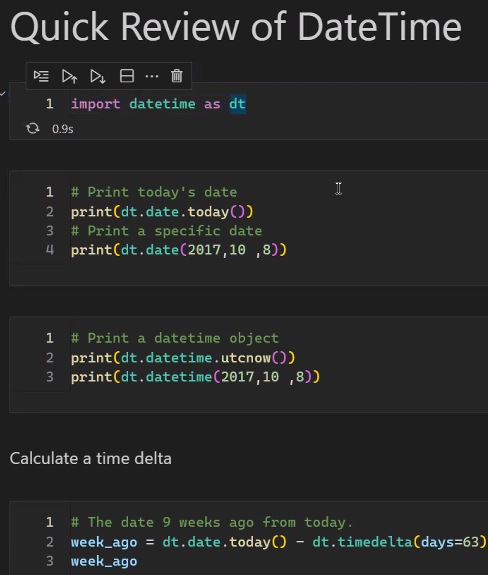 Quick Review of DateTime
1 import datetime as dt
0.9s
1 # Print today's date
2 print(dt.date.today())
3 # Print a specific date
4 print(dt.date(2017,10 ,8))
1 # Print a datetime object
2 print(dt.datetime.utcnow())
3 print(dt.datetime(2017,10 ,8))
Calculate a time delta
1 # The date 9 weeks ago from today.
2 week_ago = dt.date.today() - dt.timedelta(days=63)
3 week_ago